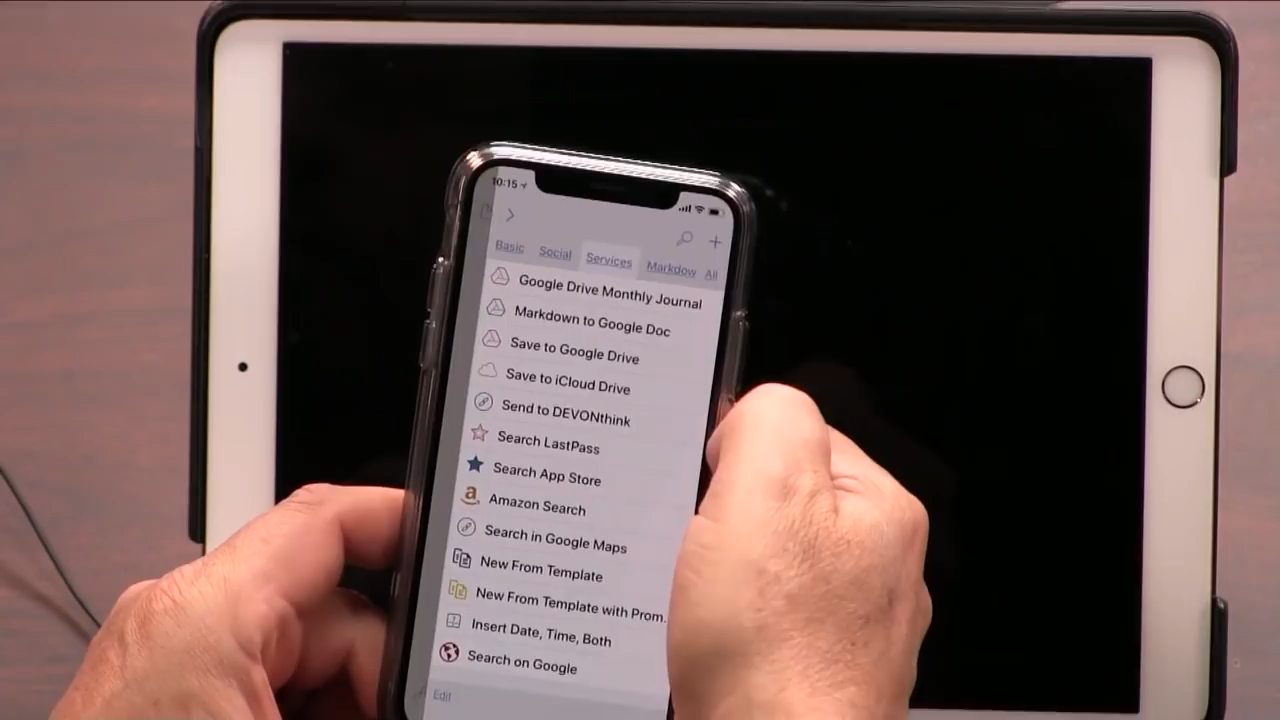 10:15
Basic Social Services Markdow All
Google Drive Monthly Journal
Markdown to Google Doc
Save to Google Drive
Save to iCloud Drive
Send to DEVONthink
Search LastPass
Search App Store
Amazon Search
Search in Google Maps
New From Template
New From Template with Prom.
Insert Date, Time, Both
Search on Google
Edit